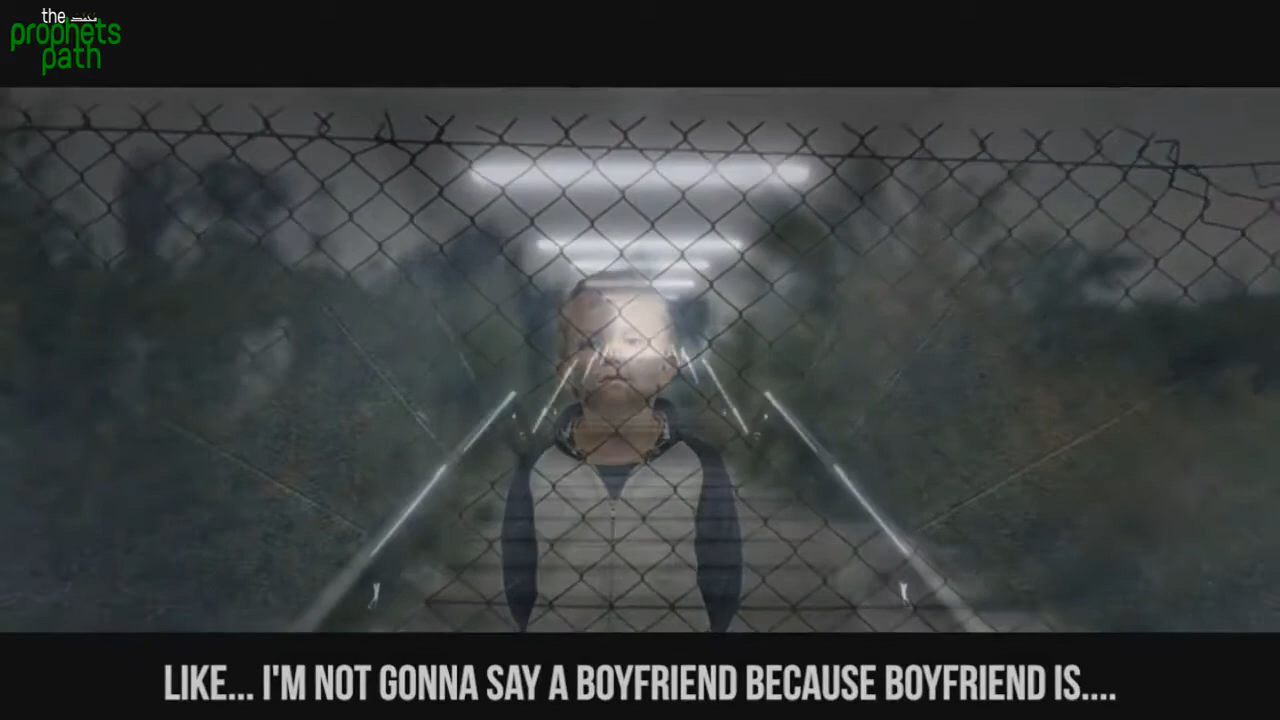 the
prophets
path
LIKE... I'M NOT GONNA SAY A BOYFRIEND BECAUSE BOYFRIEND IS....